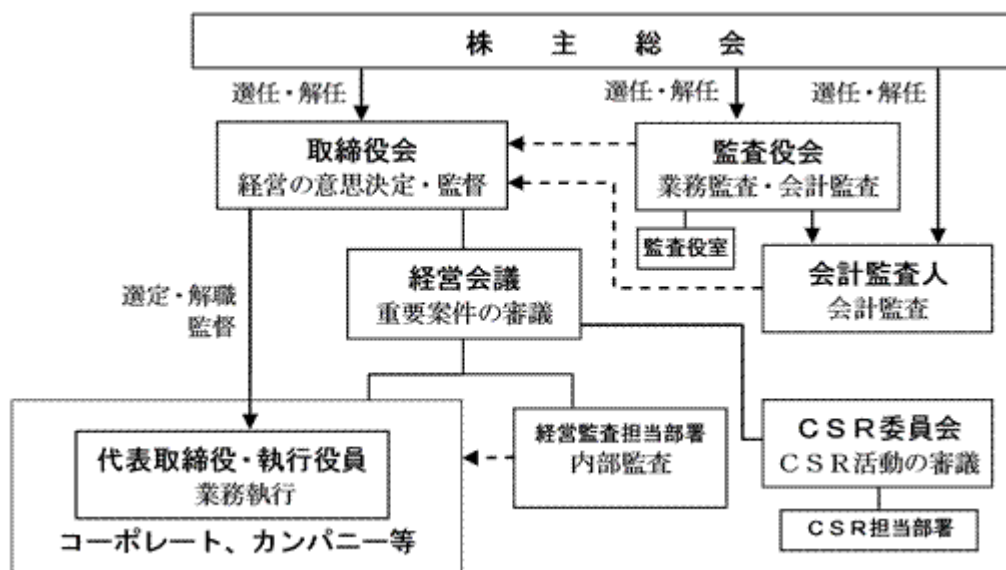 株主総会
選任・解任
選任・解任
選任・解任
取締役会
経営の意思決定・監督
監査役会
業務監査・会計監査
監査役室
会計監査人
会計監査
経営会議
重要案件の審議
選定・解職
監督
代表取締役・執行役員
業務執行
コーポレート、カンパニー等
経営監査担当部署
内部監査
CSR委員会
CSR活動の審議
CSR担当部署